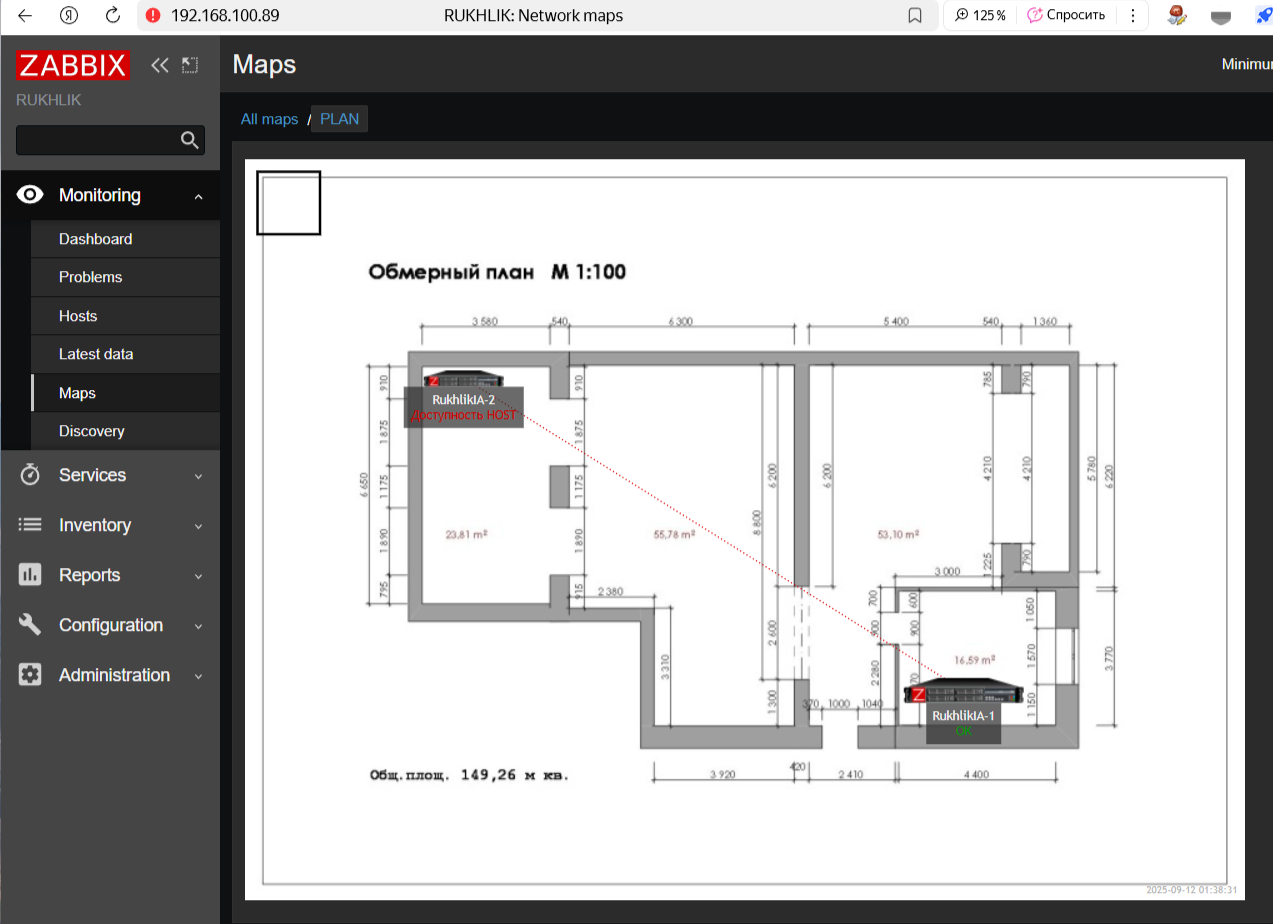 192.168.100.89
RUKHLIK: Network maps
125 %
Спросить
ZABBIX
RUKHLIK
Maps
Minimu
All maps / PLAN
Monitoring
Dashboard
Problems
Hosts
Latest data
Maps
Discovery
Services
Inventory
Reports
Configuration
Administration
Обмерный план М 1:100
3 580 540 6 300 5 400 540 1 360
910 910 785 790
Z
RukhlikIA-2
Доступность HOST
1 875 1 875
6 650 1 175 1 175 6 200 6 200 4 210 4 210 5 780 6 220
8 800
23,81 m² 55,78 m² 53,10 m²
1 890 1 890
795 915 2 380 3 000 1 225 790
700 600 1 050
900 900
2 600
3 310 16,59 m² 1 570 3 770
2 280
Z
1 300 370 1000 1040 1 150
RukhlikIA-1
OK
Общ.площ. 149,26 м кв.
3 920 420 2 410 4 400
2025-09-12 01:38:31